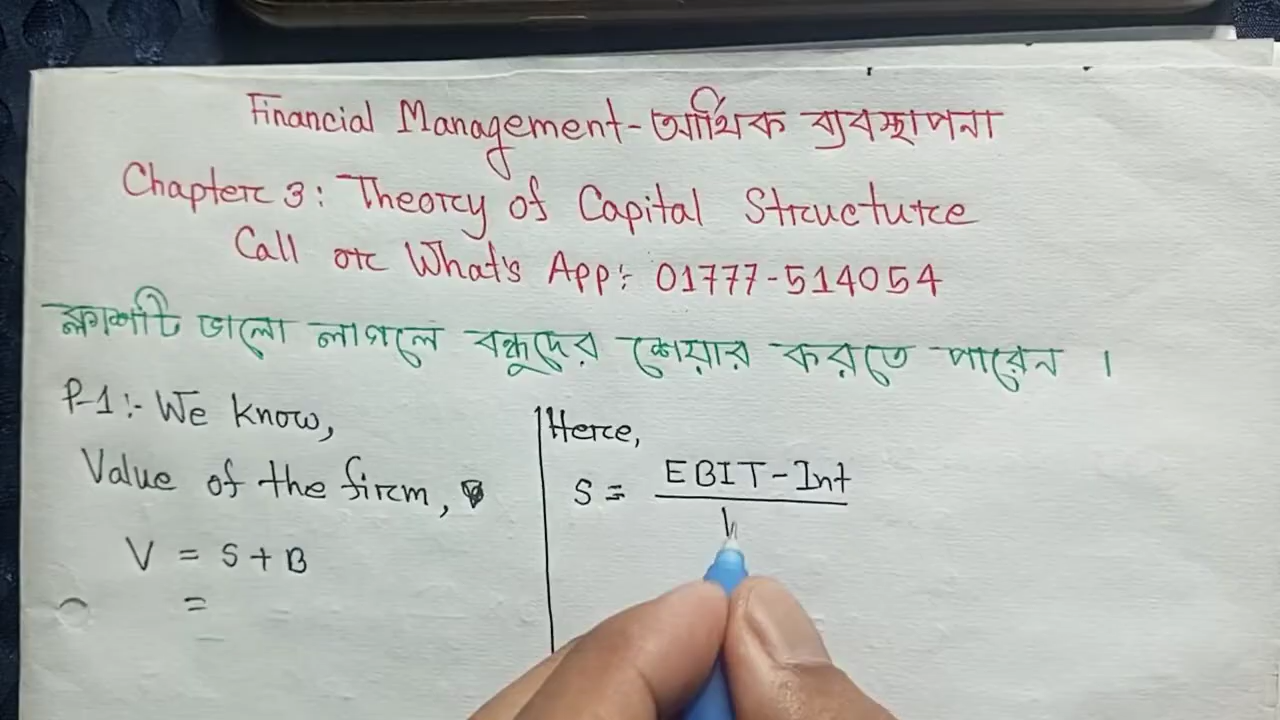 Financial Management - আর্থিক ব্যবস্থাপনা
Chapter 3: Theory of Capital Structure
Call or What's App: 01777-514054
ক্লাশটি ভালো লাগলে বন্ধুদের শেয়ার করতে পারেন ।
P-1:- We know,
Value of the firm,
V = S + B
=
Here,
S = EBIT - Int